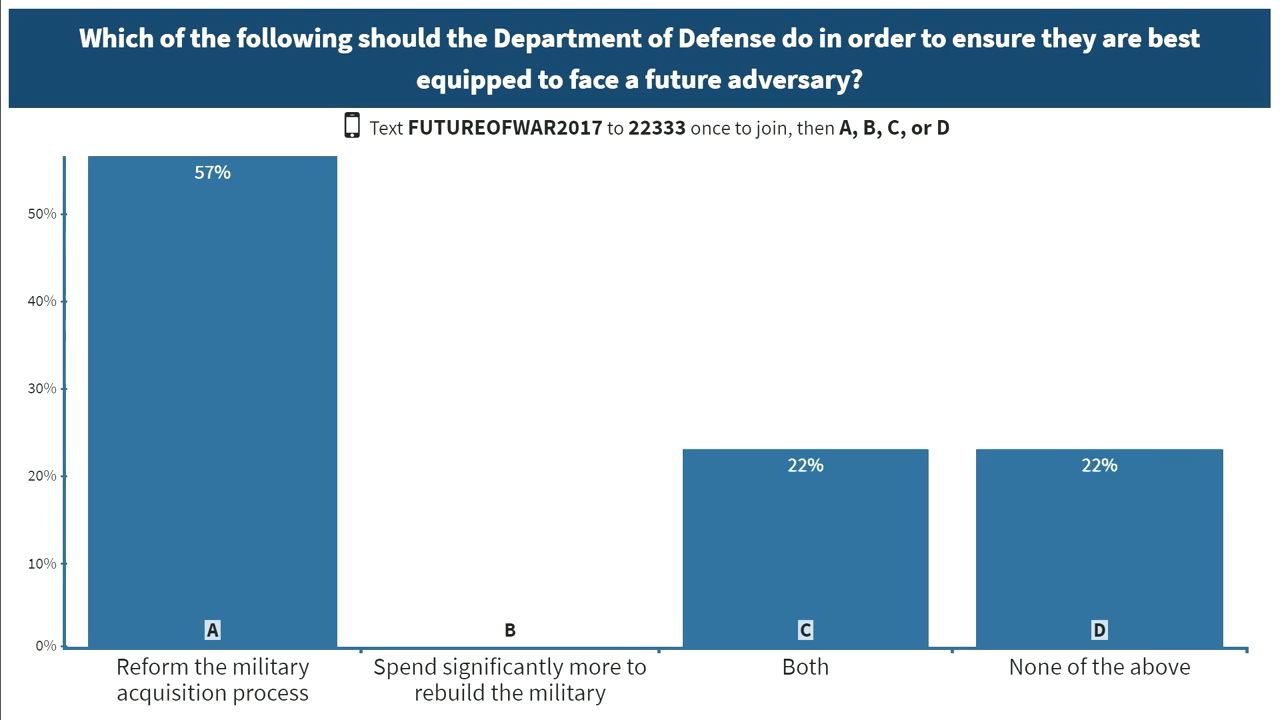 Which of the following should the Department of Defense do in order to ensure they are best
equipped to face a future adversary?
Text FUTUREOFWAR2017 to 22333 once to join, then A, B, C, or D
57%
50%
40%
30%
22%
22%
20%
10%
0%
A
B
C
D
Reform the military
acquisition process
Spend significantly more to
rebuild the military
Both
None of the above